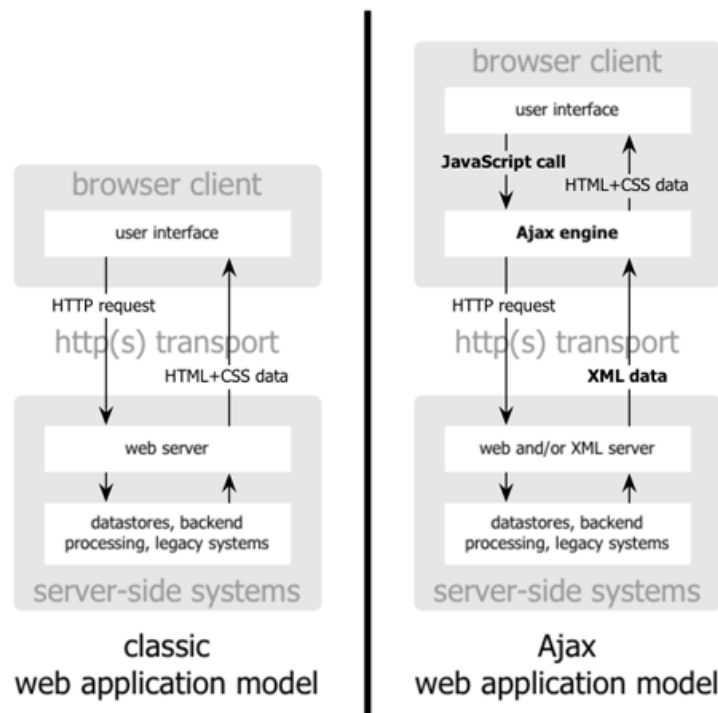 browser client
user interface
HTTP request
http(s) transport
HTML+CSS data
web server
datastores, backend
processing, legacy systems
server-side systems
classic
web application model
browser client
user interface
JavaScript call
HTML+CSS data
Ajax engine
HTTP request
http(s) transport
XML data
web and/or XML server
datastores, backend
processing, legacy systems
server-side systems
Ajax
web application model